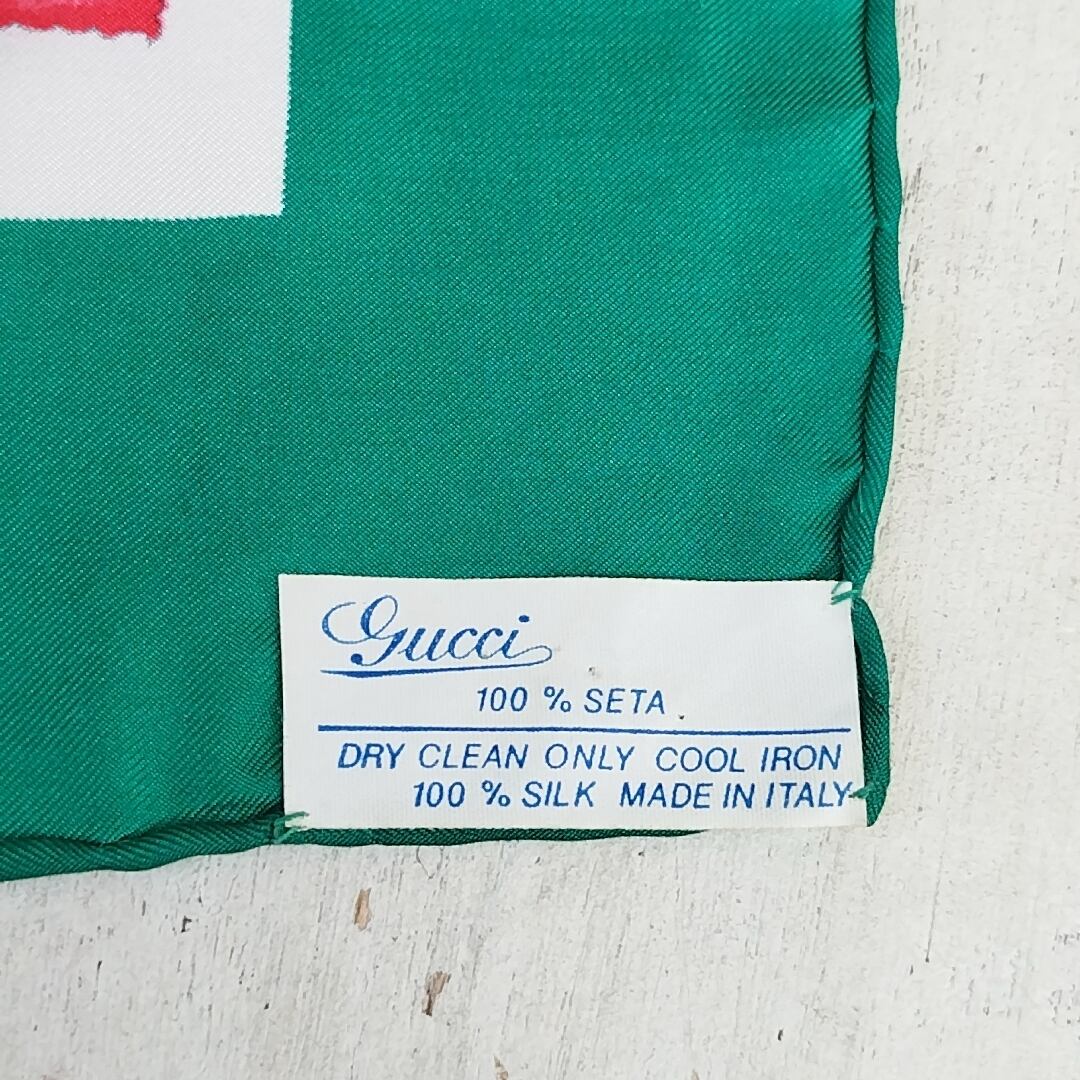 Gucci
100 % SETA
DRY CLEAN ONLY COOL IRON
100 % SILK MADE IN ITALY